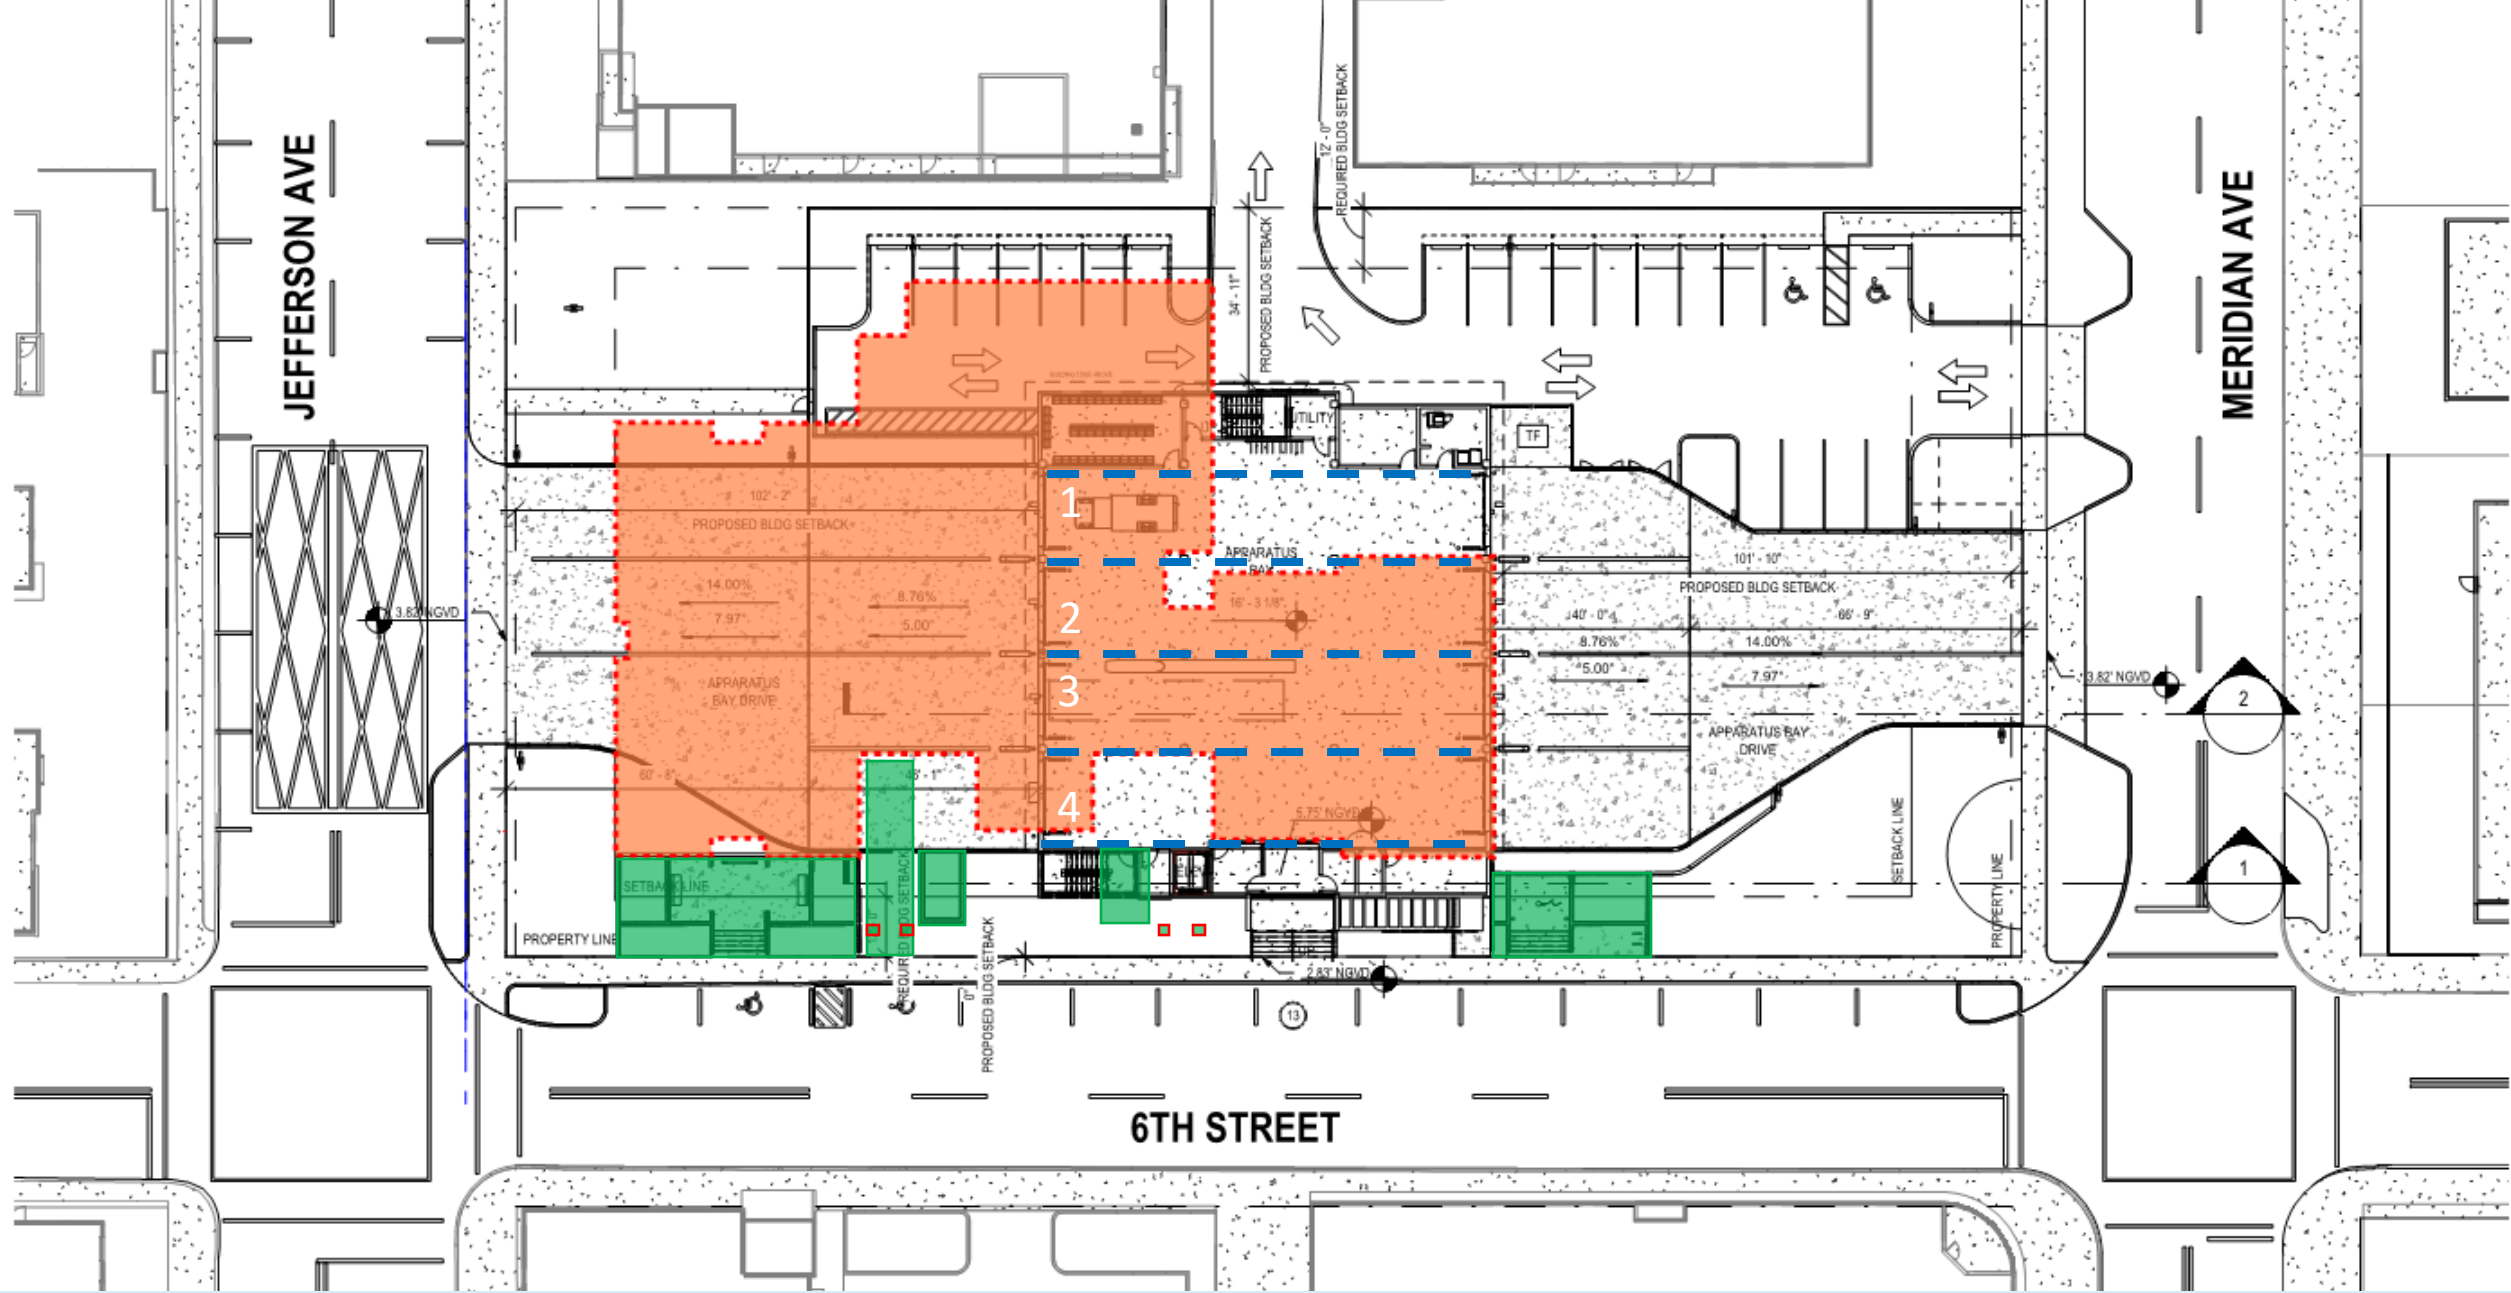 JEFFERSON AVE
MERIDIAN AVE
6TH STREET
12' - 0"
REQUIRED BLDG SETBACK
34' - 11"
PROPOSED BLDG SETBACK
UTILITY
TF
102' - 2"
PROPOSED BLDG SETBACK
1
APPARATUS
BAY
101' - 10"
PROPOSED BLDG SETBACK
14.00%
7.97°
8.76%
5.00°
2
16' - 3 1/8"
40' - 0"
66' - 9"
8.76%
14.00%
5.00°
7.97°
3.82' NGVD
3.82' NGVD
APPARATUS
BAY DRIVE
3
2
APPARATUS BAY
DRIVE
60' - 8"
4
5.75' NGVD
SETBACK LINE
SETBACK LINE
1
PROPERTY LINE
PROPERTY LINE
REQUIRED BLDG SETBACK
PROPOSED BLDG SETBACK
2.83' NGVD
13